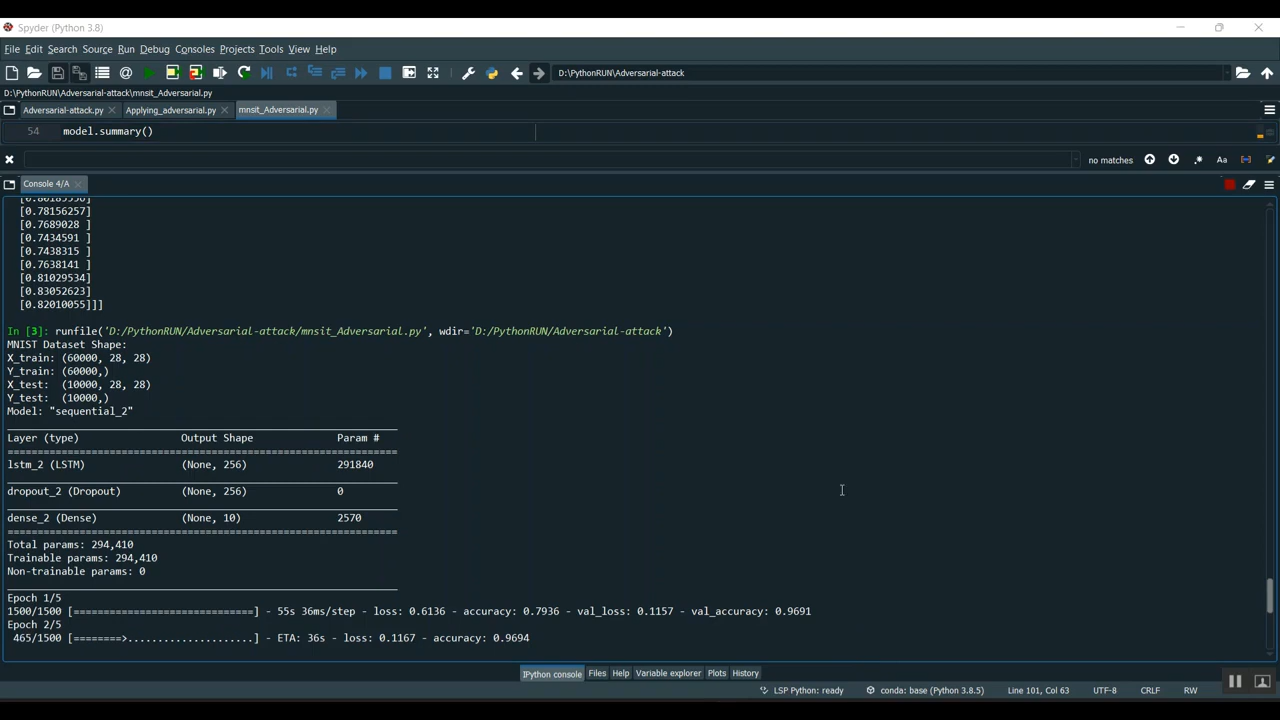 Spyder (Python 3.8)
File Edit Search Source Run Debug Consoles Projects Tools View Help
D:\PythonRUN\Adversarial-attack
D:\PythonRUN\Adversarial-attack\mnsit_Adversarial.py
Adversarial-attack.py Applying_adversarial.py mnsit_Adversarial.py
54 model.summary()
no matches .* Aa
Console 4/A
[0.78156257]
[0.7689028 ]
[0.7434591 ]
[0.7438315 ]
[0.7638141 ]
[0.81029534]
[0.83052623]
[0.82010055]]]
In [3]: runfile('D:/PythonRUN/Adversarial-attack/mnsit_Adversarial.py', wdir='D:/PythonRUN/Adversarial-attack')
MNIST Dataset Shape:
X_train: (60000, 28, 28)
Y_train: (60000,)
X_test:  (10000, 28, 28)
Y_test:  (10000,)
Model: "sequential_2"
Layer (type) Output Shape Param #
lstm_2 (LSTM) (None, 256) 291840
dropout_2 (Dropout) (None, 256) 0
dense_2 (Dense) (None, 10) 2570
Total params: 294,410
Trainable params: 294,410
Non-trainable params: 0
Epoch 1/5
1500/1500 [==============================] - 55s 36ms/step - loss: 0.6136 - accuracy: 0.7936 - val_loss: 0.1157 - val_accuracy: 0.9691
Epoch 2/5
465/1500 [========>.....................] - ETA: 36s - loss: 0.1167 - accuracy: 0.9694
IPython console Files Help Variable explorer Plots History
LSP Python: ready conda: base (Python 3.8.5) Line 101, Col 63 UTF-8 CRLF RW